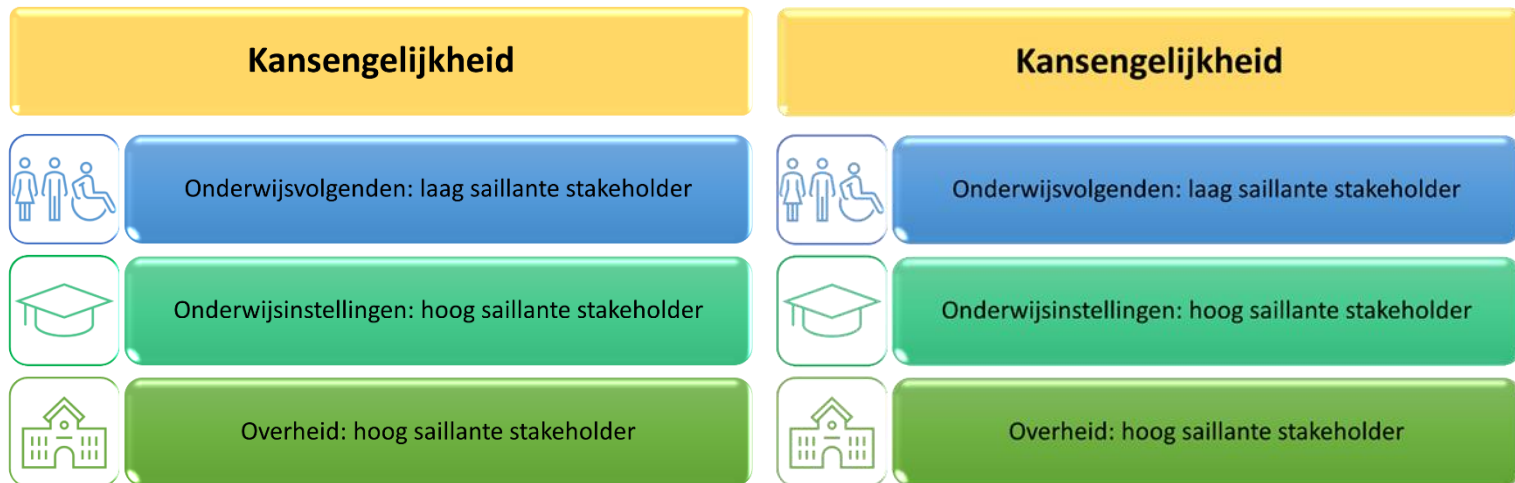 Kansengelijkheid
Onderwijsvolgenden: laag saillante stakeholder
Onderwijsinstellingen: hoog saillante stakeholder
Overheid: hoog saillante stakeholder
Kansengelijkheid
Onderwijsvolgenden: laag saillante stakeholder
Onderwijsinstellingen: hoog saillante stakeholder
Overheid: hoog saillante stakeholder